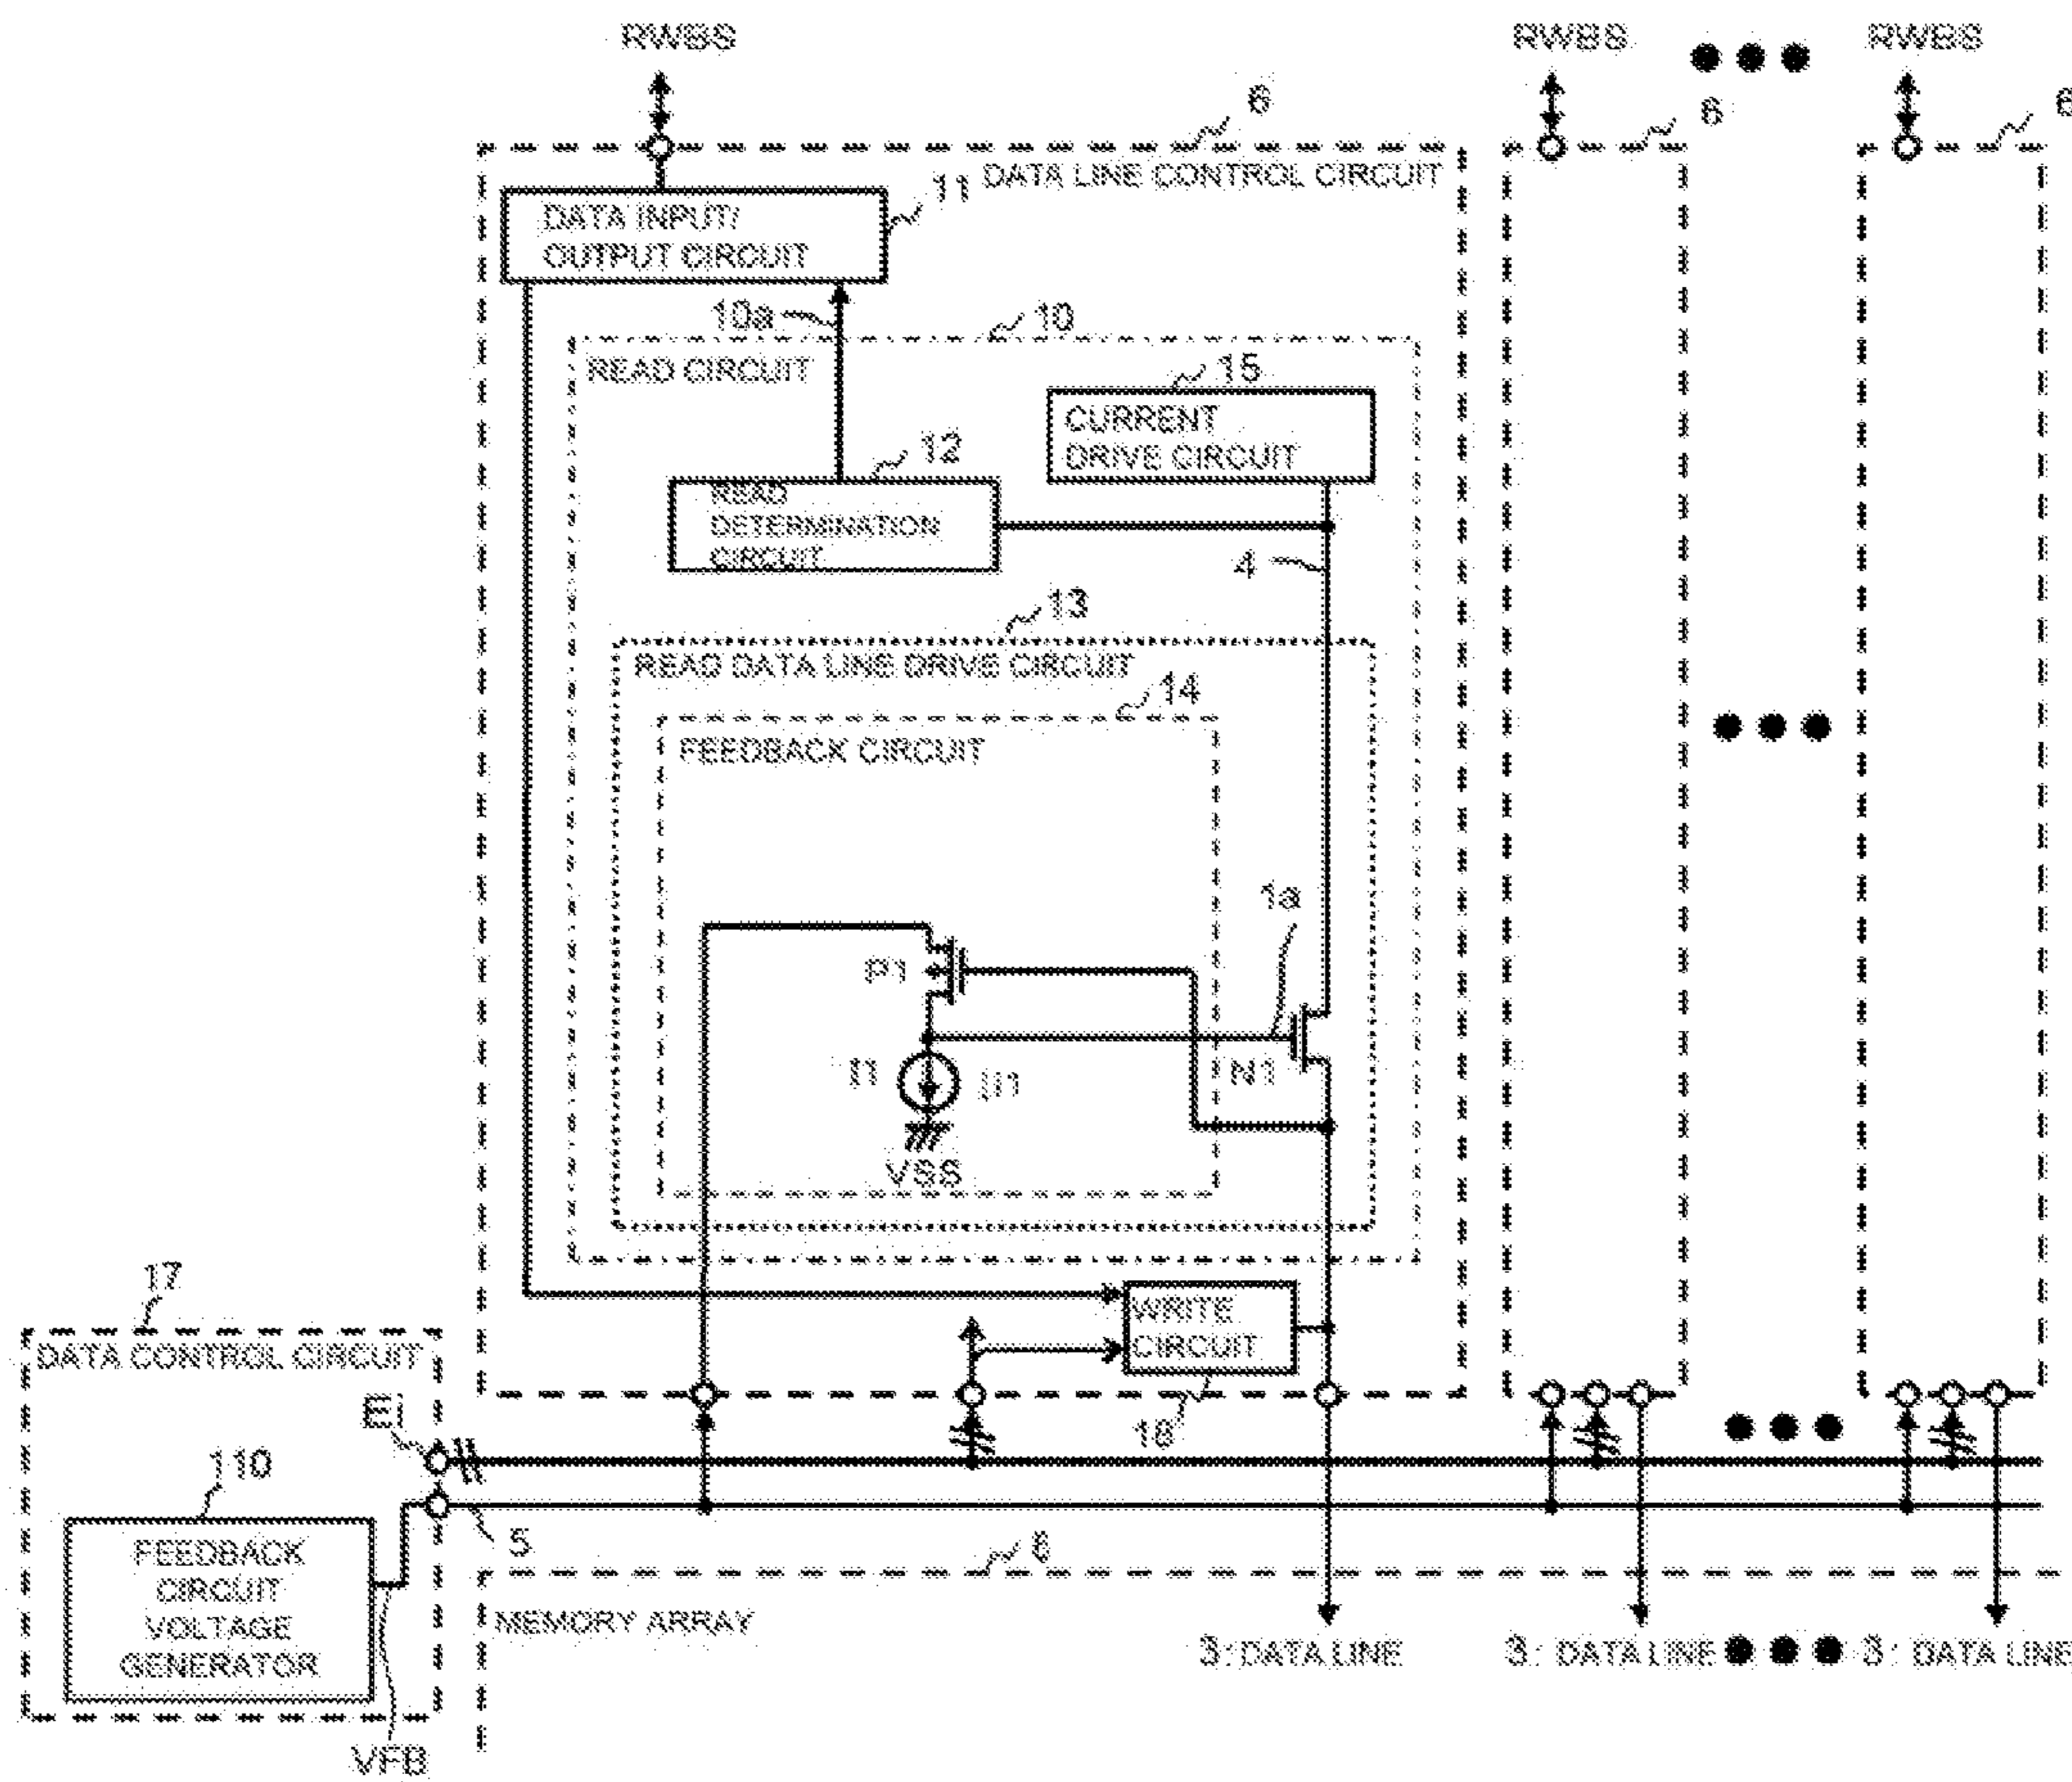 RWBS
RWBS
RWBS
6
6
6
DATA LINE CONTROL CIRCUIT
11
DATA INPUT/
OUTPUT CIRCUIT
10a
10
READ CIRCUIT
15
CURRENT
DRIVE CIRCUIT
12
READ
DETERMINATION
CIRCUIT
4
13
READ DATA LINE DRIVE CIRCUIT
14
FEEDBACK CIRCUIT
1a
P1
N1
I1
VSS
17
DATA CONTROL CIRCUIT
WRITE
CIRCUIT
Ei
110
5
6
FEEDBACK
CIRCUIT
VOLTAGE
GENERATOR
MEMORY ARRAY
3: DATA LINE
3: DATA LINE
3: DATA LINE
VFB